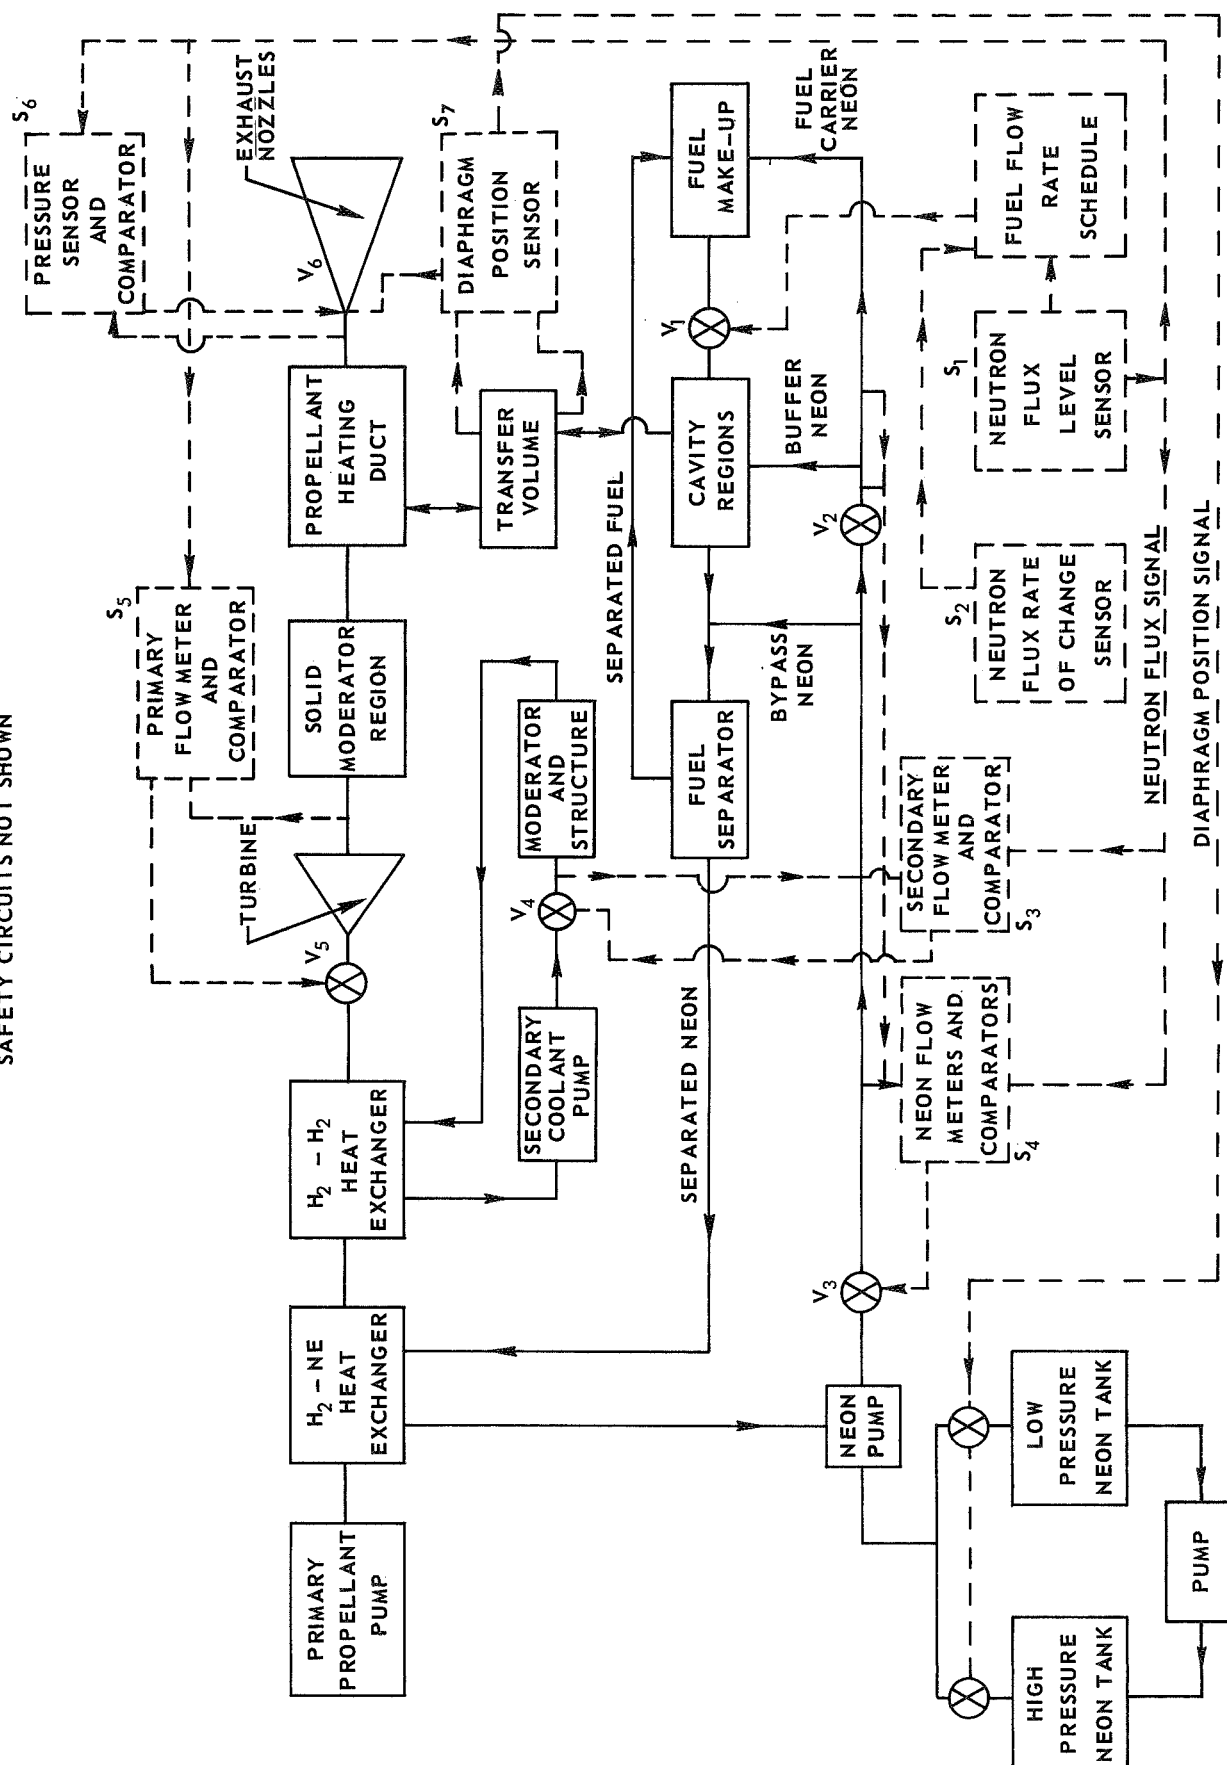 SAFETY CIRCUITS NOT SHOWN
PRESSURE
SENSOR
AND
COMPARATOR
S6
PRIMARY
FLOW METER
AND
COMPARATOR
S5
EXHAUST
NOZZLES
V6
TURBINE
V5
PRIMARY
PROPELLANT
PUMP
H2 – NE
HEAT
EXCHANGER
H2 – H2
HEAT
EXCHANGER
SOLID
MODERATOR
REGION
PROPELLANT
HEATING
DUCT
DIAPHRAGM
POSITION
SENSOR
S7
SECONDARY
COOLANT
PUMP
V4
MODERATOR
AND
STRUCTURE
TRANSFER
VOLUME
SEPARATED FUEL
SEPARATED NEON
FUEL
SEPARATOR
CAVITY
REGIONS
V1
FUEL
MAKE-UP
BYPASS
NEON
BUFFER
NEON
FUEL
CARRIER
NEON
NEON
PUMP
V3
V2
NEON FLOW
METERS AND
COMPARATORS
S4
SECONDARY
FLOW METER
AND
COMPARATOR
S3
S2
NEUTRON
FLUX RATE
OF CHANGE
SENSOR
S1
NEUTRON
FLUX
LEVEL
SENSOR
FUEL FLOW
RATE
SCHEDULE
NEUTRON FLUX SIGNAL
DIAPHRAGM POSITION SIGNAL
HIGH
PRESSURE
NEON TANK
LOW
PRESSURE
NEON TANK
PUMP